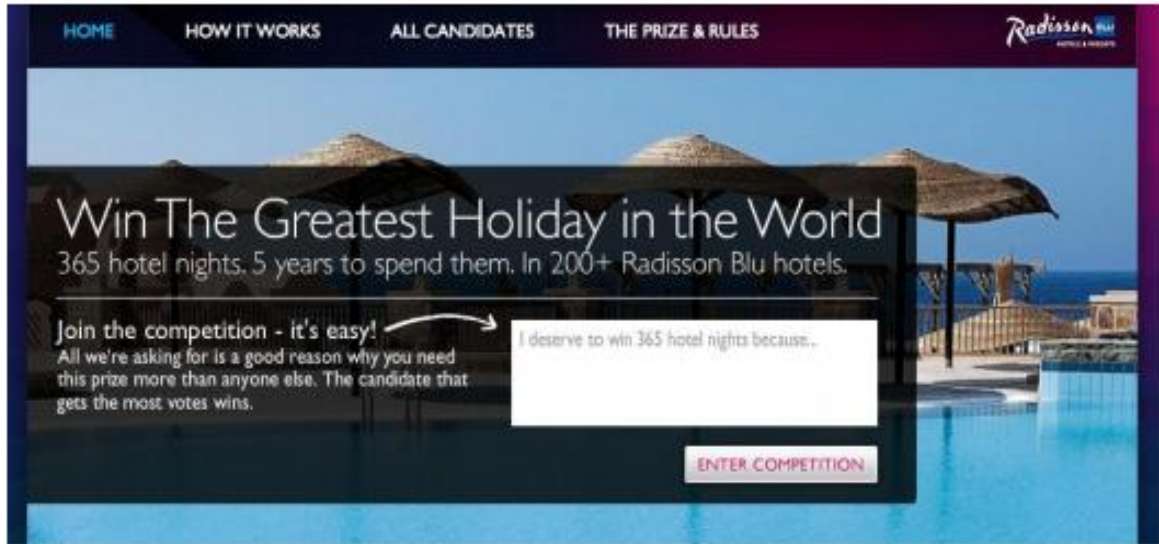 HOME HOW IT WORKS ALL CANDIDATES THE PRIZE & RULES
Radisson BLU
HOTELS & RESORTS
Win The Greatest Holiday in the World
365 hotel nights. 5 years to spend them. In 200+ Radisson Blu hotels.
Join the competition - it's easy!
All we're asking for is a good reason why you need
this prize more than anyone else. The candidate that
gets the most votes wins.
I deserve to win 365 hotel nights because...
ENTER COMPETITION